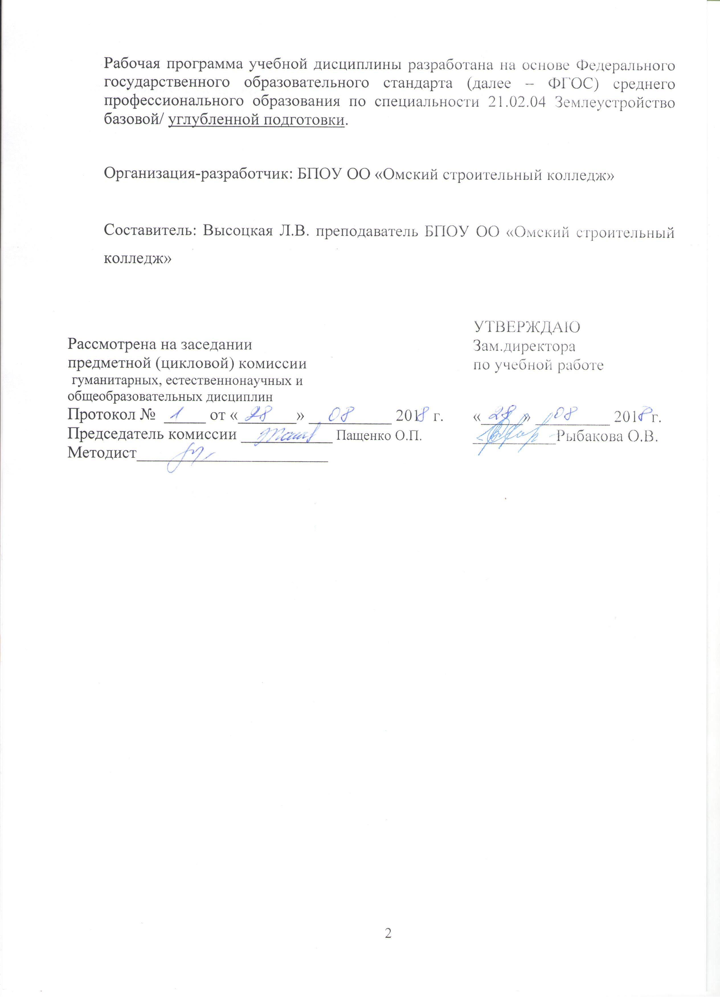 Рабочая программа учебной дисциплины разработана на основе Федерального
государственного образовательного стандарта (далее – ФГОС) среднего
профессионального образования по специальности 21.02.04 Землеустройство
базовой/ углубленной подготовки.
Организация-разработчик: БПОУ ОО «Омский строительный колледж»
Составитель: Высоцкая Л.В. преподаватель БПОУ ОО «Омский строительный
колледж»
Рассмотрена на заседании
предметной (цикловой) комиссии
гуманитарных, естественнонаучных и
общеобразовательных дисциплин
Протокол № 1 от «28» 08 2018 г.
Председатель комиссии Пащенко О.П.
Методист
УТВЕРЖДАЮ
Зам.директора
по учебной работе
«28» 08 2018 г.
Рыбакова О.В.
2